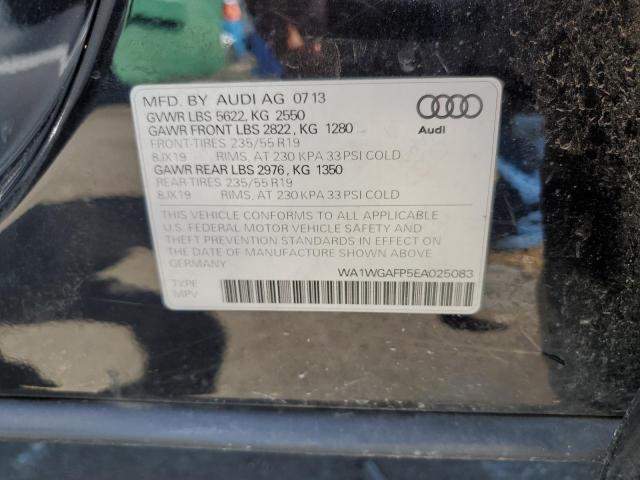 MFD. BY AUDI AG 07 13
GVWR LBS 5622, KG 2550
GAWR FRONT LBS 2822, KG 1280
FRONT-TIRES 235/55 R19
8JX19 RIMS, AT 230 KPA 33 PSI COLD
GAWR REAR LBS 2976, KG 1350
REAR-TIRES 235/55 R19
8JX19 RIMS, AT 230 KPA 33 PSI COLD
Audi
THIS VEHICLE CONFORMS TO ALL APPLICABLE
U.S. FEDERAL MOTOR VEHICLE SAFETY AND
THEFT PREVENTION STANDARDS IN EFFECT ON
THE DATE OF MANUFACTURE SHOWN ABOVE.
GERMANY
WA1WGAFP5EA025083
TYPE
MPV